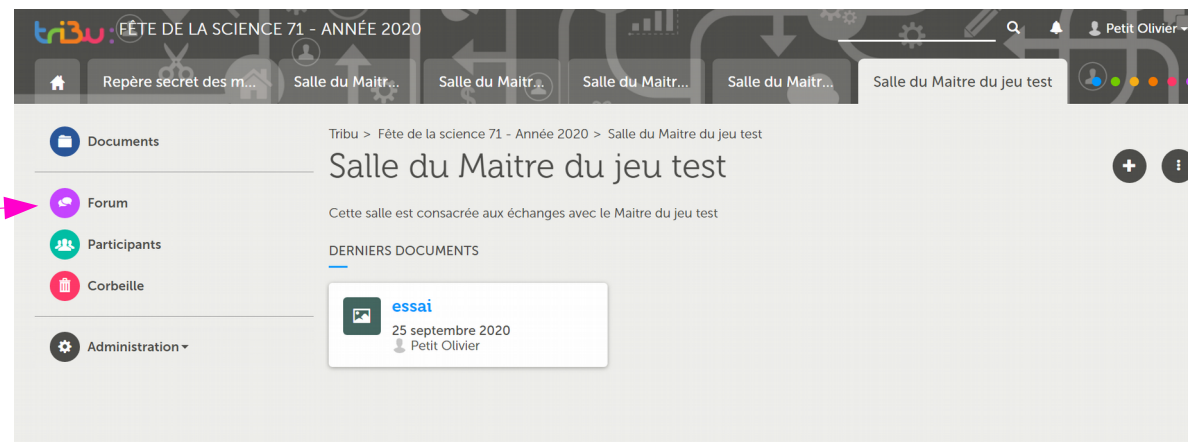 tribu: FÊTE DE LA SCIENCE 71 - ANNÉE 2020
Petit Olivier
Repère secret des m... Salle du Maitr... Salle du Maitr... Salle du Maitr... Salle du Maitr... Salle du Maitre du jeu test
Documents
Forum
Participants
Corbeille
Administration
Tribu > Fête de la science 71 - Année 2020 > Salle du Maitre du jeu test
Salle du Maitre du jeu test
Cette salle est consacrée aux échanges avec le Maitre du jeu test
DERNIERS DOCUMENTS
essai
25 septembre 2020
Petit Olivier